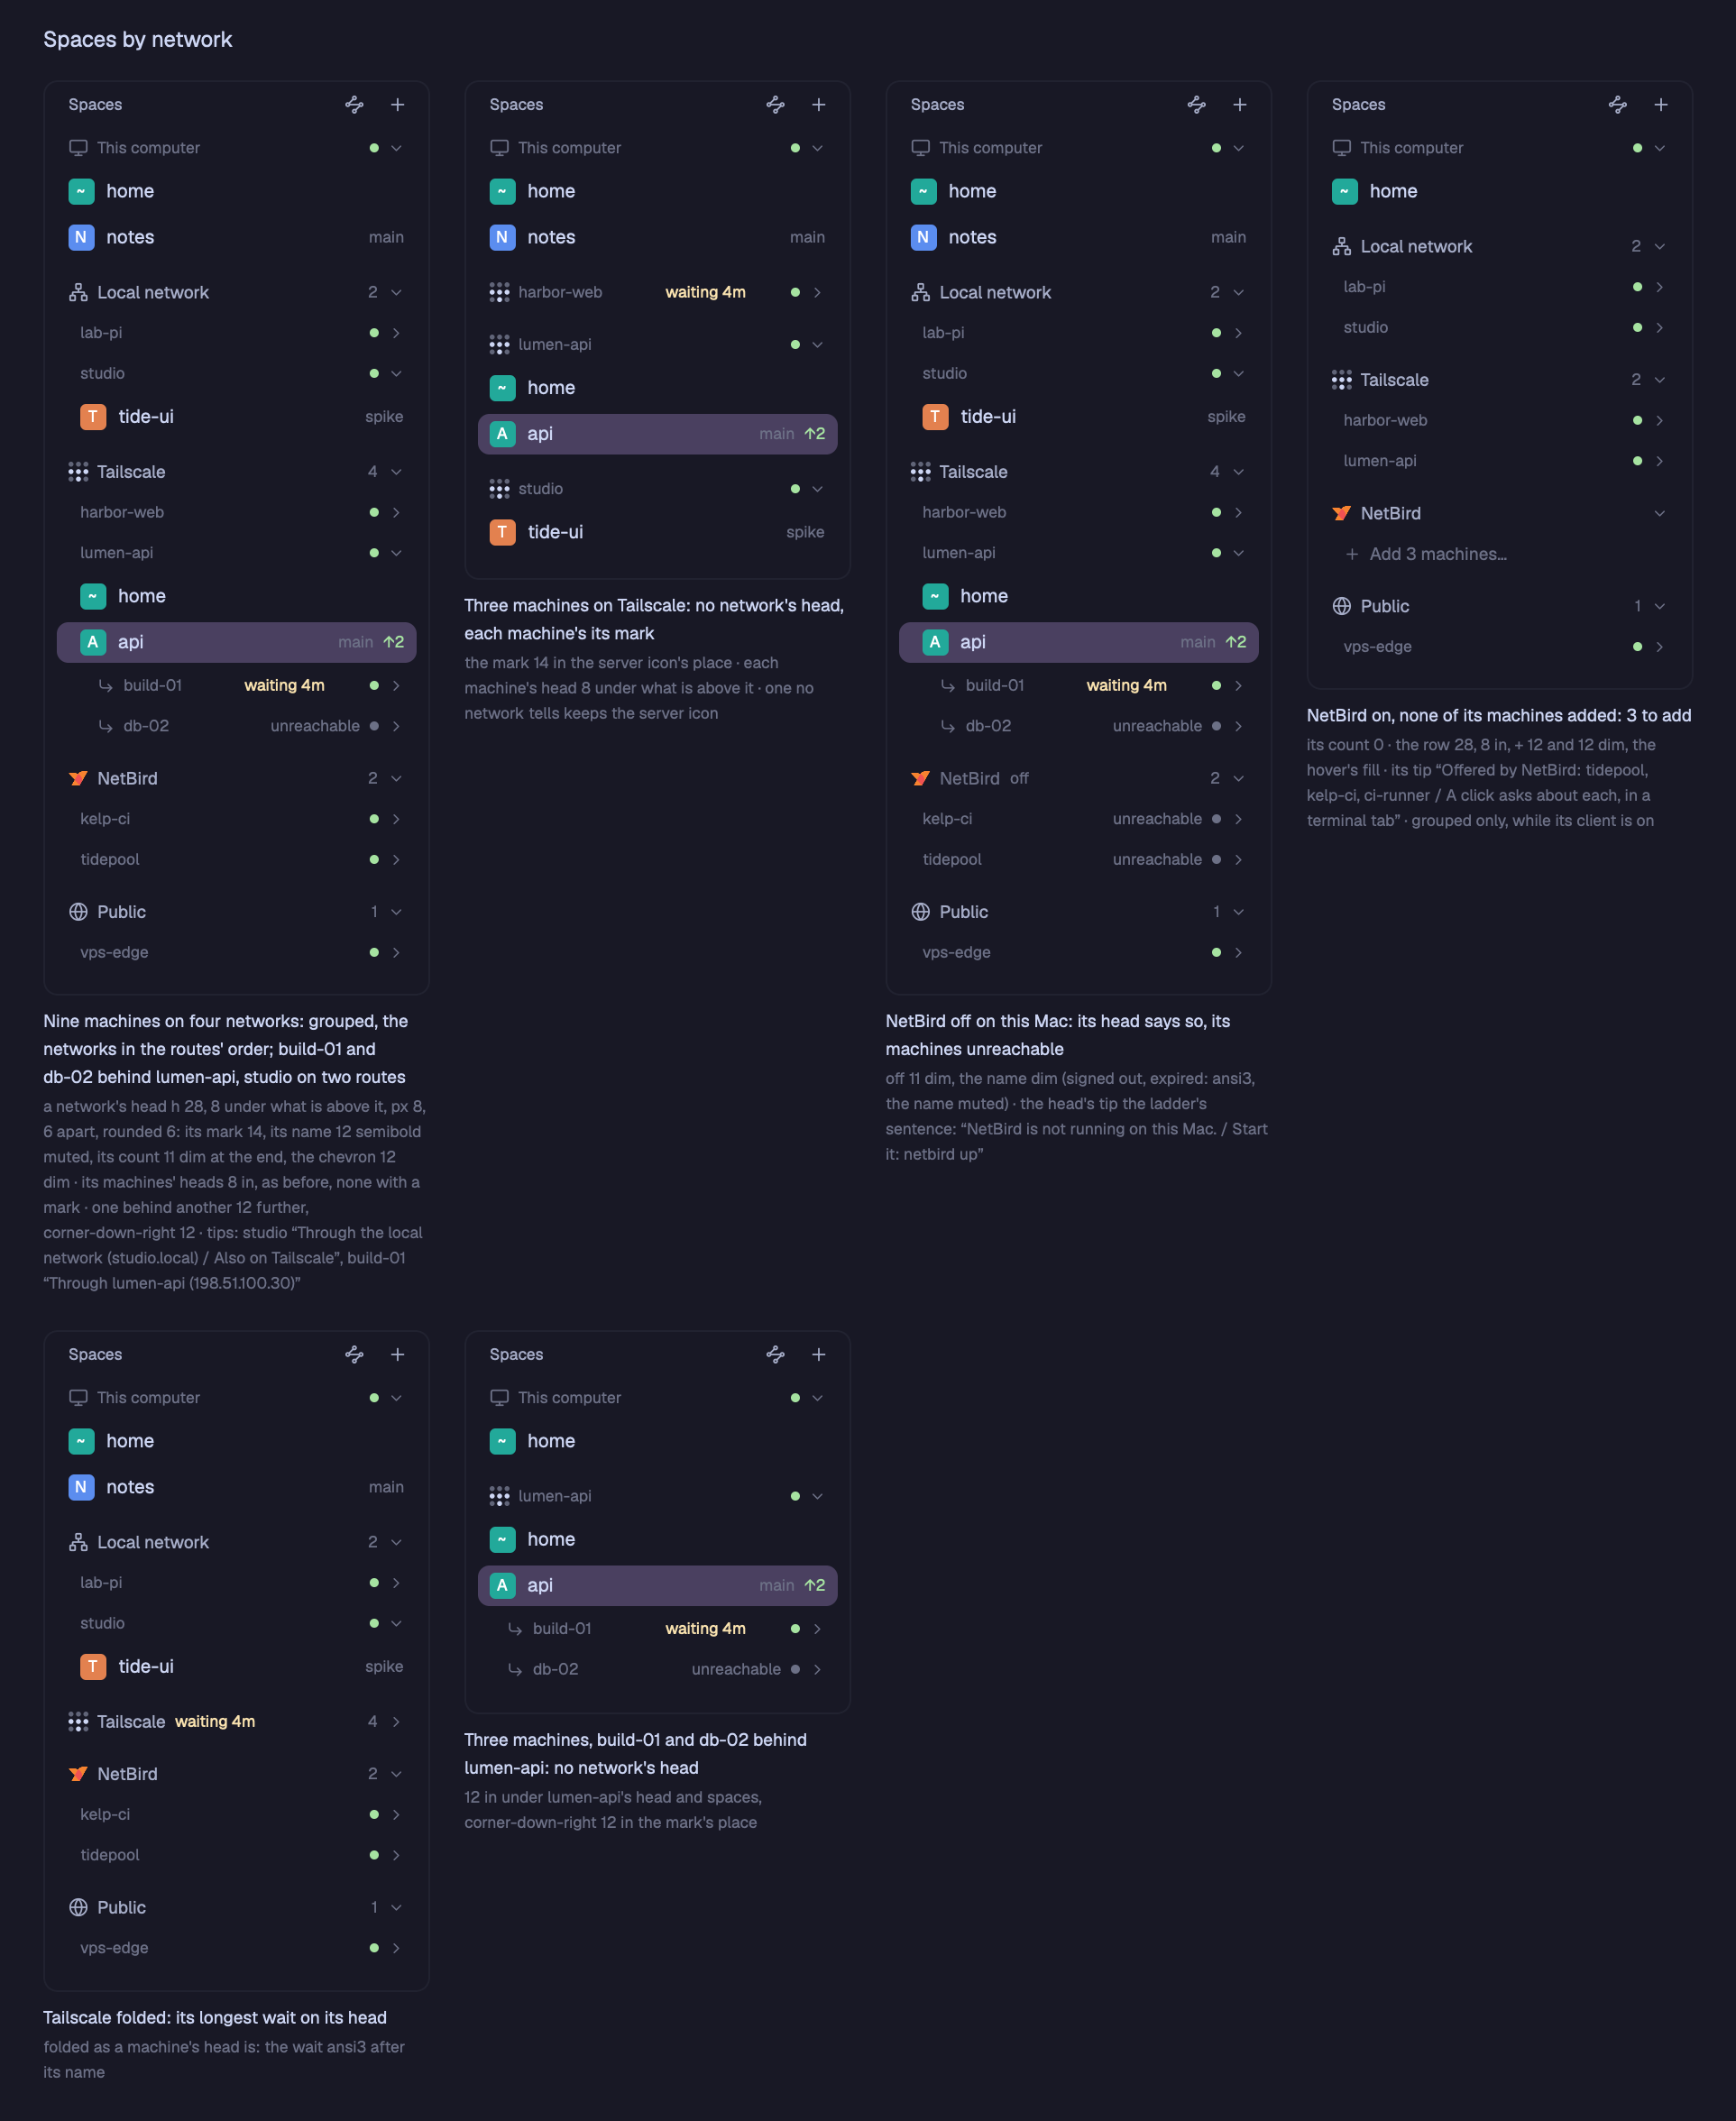 Spaces by network
Spaces
This computer
~ home
N notes main
Local network 2
lab-pi
studio
T tide-ui spike
Tailscale 4
harbor-web
lumen-api
~ home
A api main ↑2
build-01 waiting 4m
db-02 unreachable
NetBird 2
kelp-ci
tidepool
Public 1
vps-edge
Nine machines on four networks: grouped, the
networks in the routes' order; build-01 and
db-02 behind lumen-api, studio on two routes
a network's head h 28, 8 under what is above it, px 8,
6 apart, rounded 6: its mark 14, its name 12 semibold
muted, its count 11 dim at the end, the chevron 12
dim · its machines' heads 8 in, as before, none with a
mark · one behind another 12 further,
corner-down-right 12 · tips: studio “Through the local
network (studio.local) / Also on Tailscale”, build-01
“Through lumen-api (198.51.100.30)”
Spaces
This computer
~ home
N notes main
harbor-web waiting 4m
lumen-api
~ home
A api main ↑2
studio
T tide-ui spike
Three machines on Tailscale: no network's head,
each machine's its mark
the mark 14 in the server icon's place · each
machine's head 8 under what is above it · one no
network tells keeps the server icon
Spaces
This computer
~ home
N notes main
Local network 2
lab-pi
studio
T tide-ui spike
Tailscale 4
harbor-web
lumen-api
~ home
A api main ↑2
build-01 waiting 4m
db-02 unreachable
NetBird off 2
kelp-ci unreachable
tidepool unreachable
Public 1
vps-edge
NetBird off on this Mac: its head says so, its
machines unreachable
off 11 dim, the name dim (signed out, expired: ansi3,
the name muted) · the head's tip the ladder's
sentence: “NetBird is not running on this Mac. / Start
it: netbird up”
Spaces
This computer
~ home
Local network 2
lab-pi
studio
Tailscale 2
harbor-web
lumen-api
NetBird
+ Add 3 machines…
Public 1
vps-edge
NetBird on, none of its machines added: 3 to add
its count 0 · the row 28, 8 in, + 12 and 12 dim, the
hover's fill · its tip “Offered by NetBird: tidepool,
kelp-ci, ci-runner / A click asks about each, in a
terminal tab” · grouped only, while its client is on
Spaces
This computer
~ home
N notes main
Local network 2
lab-pi
studio
T tide-ui spike
Tailscale waiting 4m 4
NetBird 2
kelp-ci
tidepool
Public 1
vps-edge
Tailscale folded: its longest wait on its head
folded as a machine's head is: the wait ansi3 after
its name
Spaces
This computer
~ home
lumen-api
~ home
A api main ↑2
build-01 waiting 4m
db-02 unreachable
Three machines, build-01 and db-02 behind
lumen-api: no network's head
12 in under lumen-api's head and spaces,
corner-down-right 12 in the mark's place